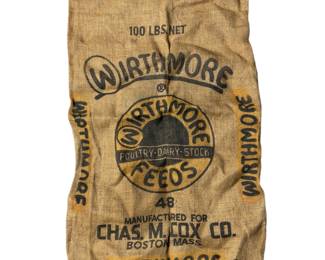 100 LBS. NET
WIRTHMORE
®
WIRTHMORE
POULTRY-DAIRY-STOCK
FEEDS
WIRTHMORE
WIRTHMORE
48
MANUFACTURED FOR
CHAS. M. COX CO.
BOSTON MASS.